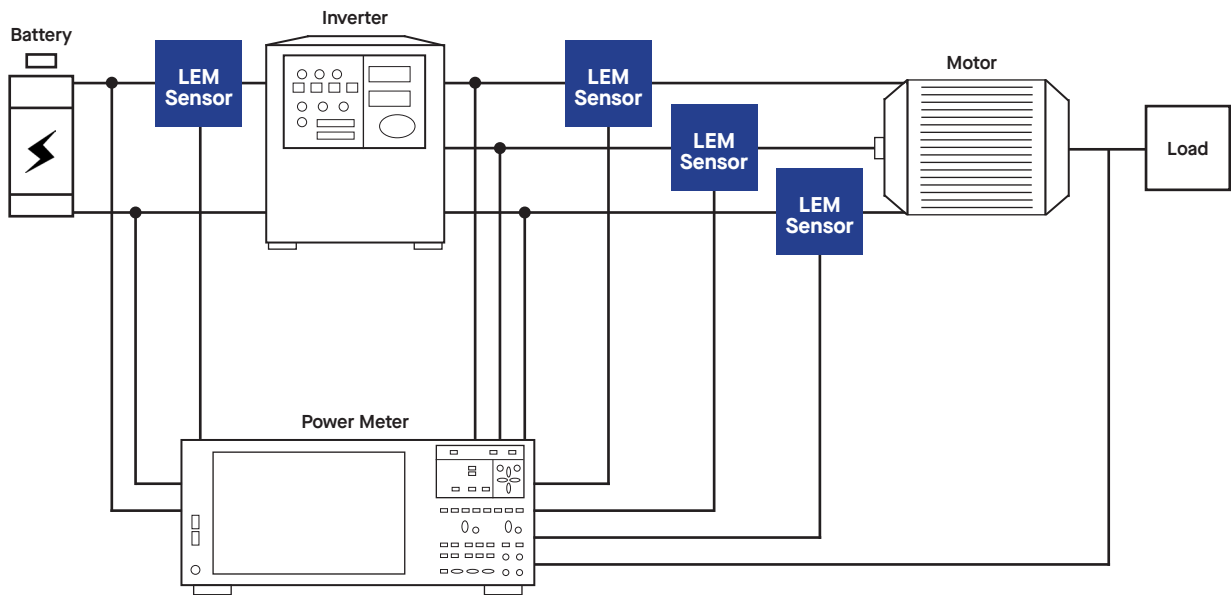 Inverter
Battery
LEM
Sensor
LEM
Sensor
Motor
LEM
Sensor
Load
LEM
Sensor
Power Meter